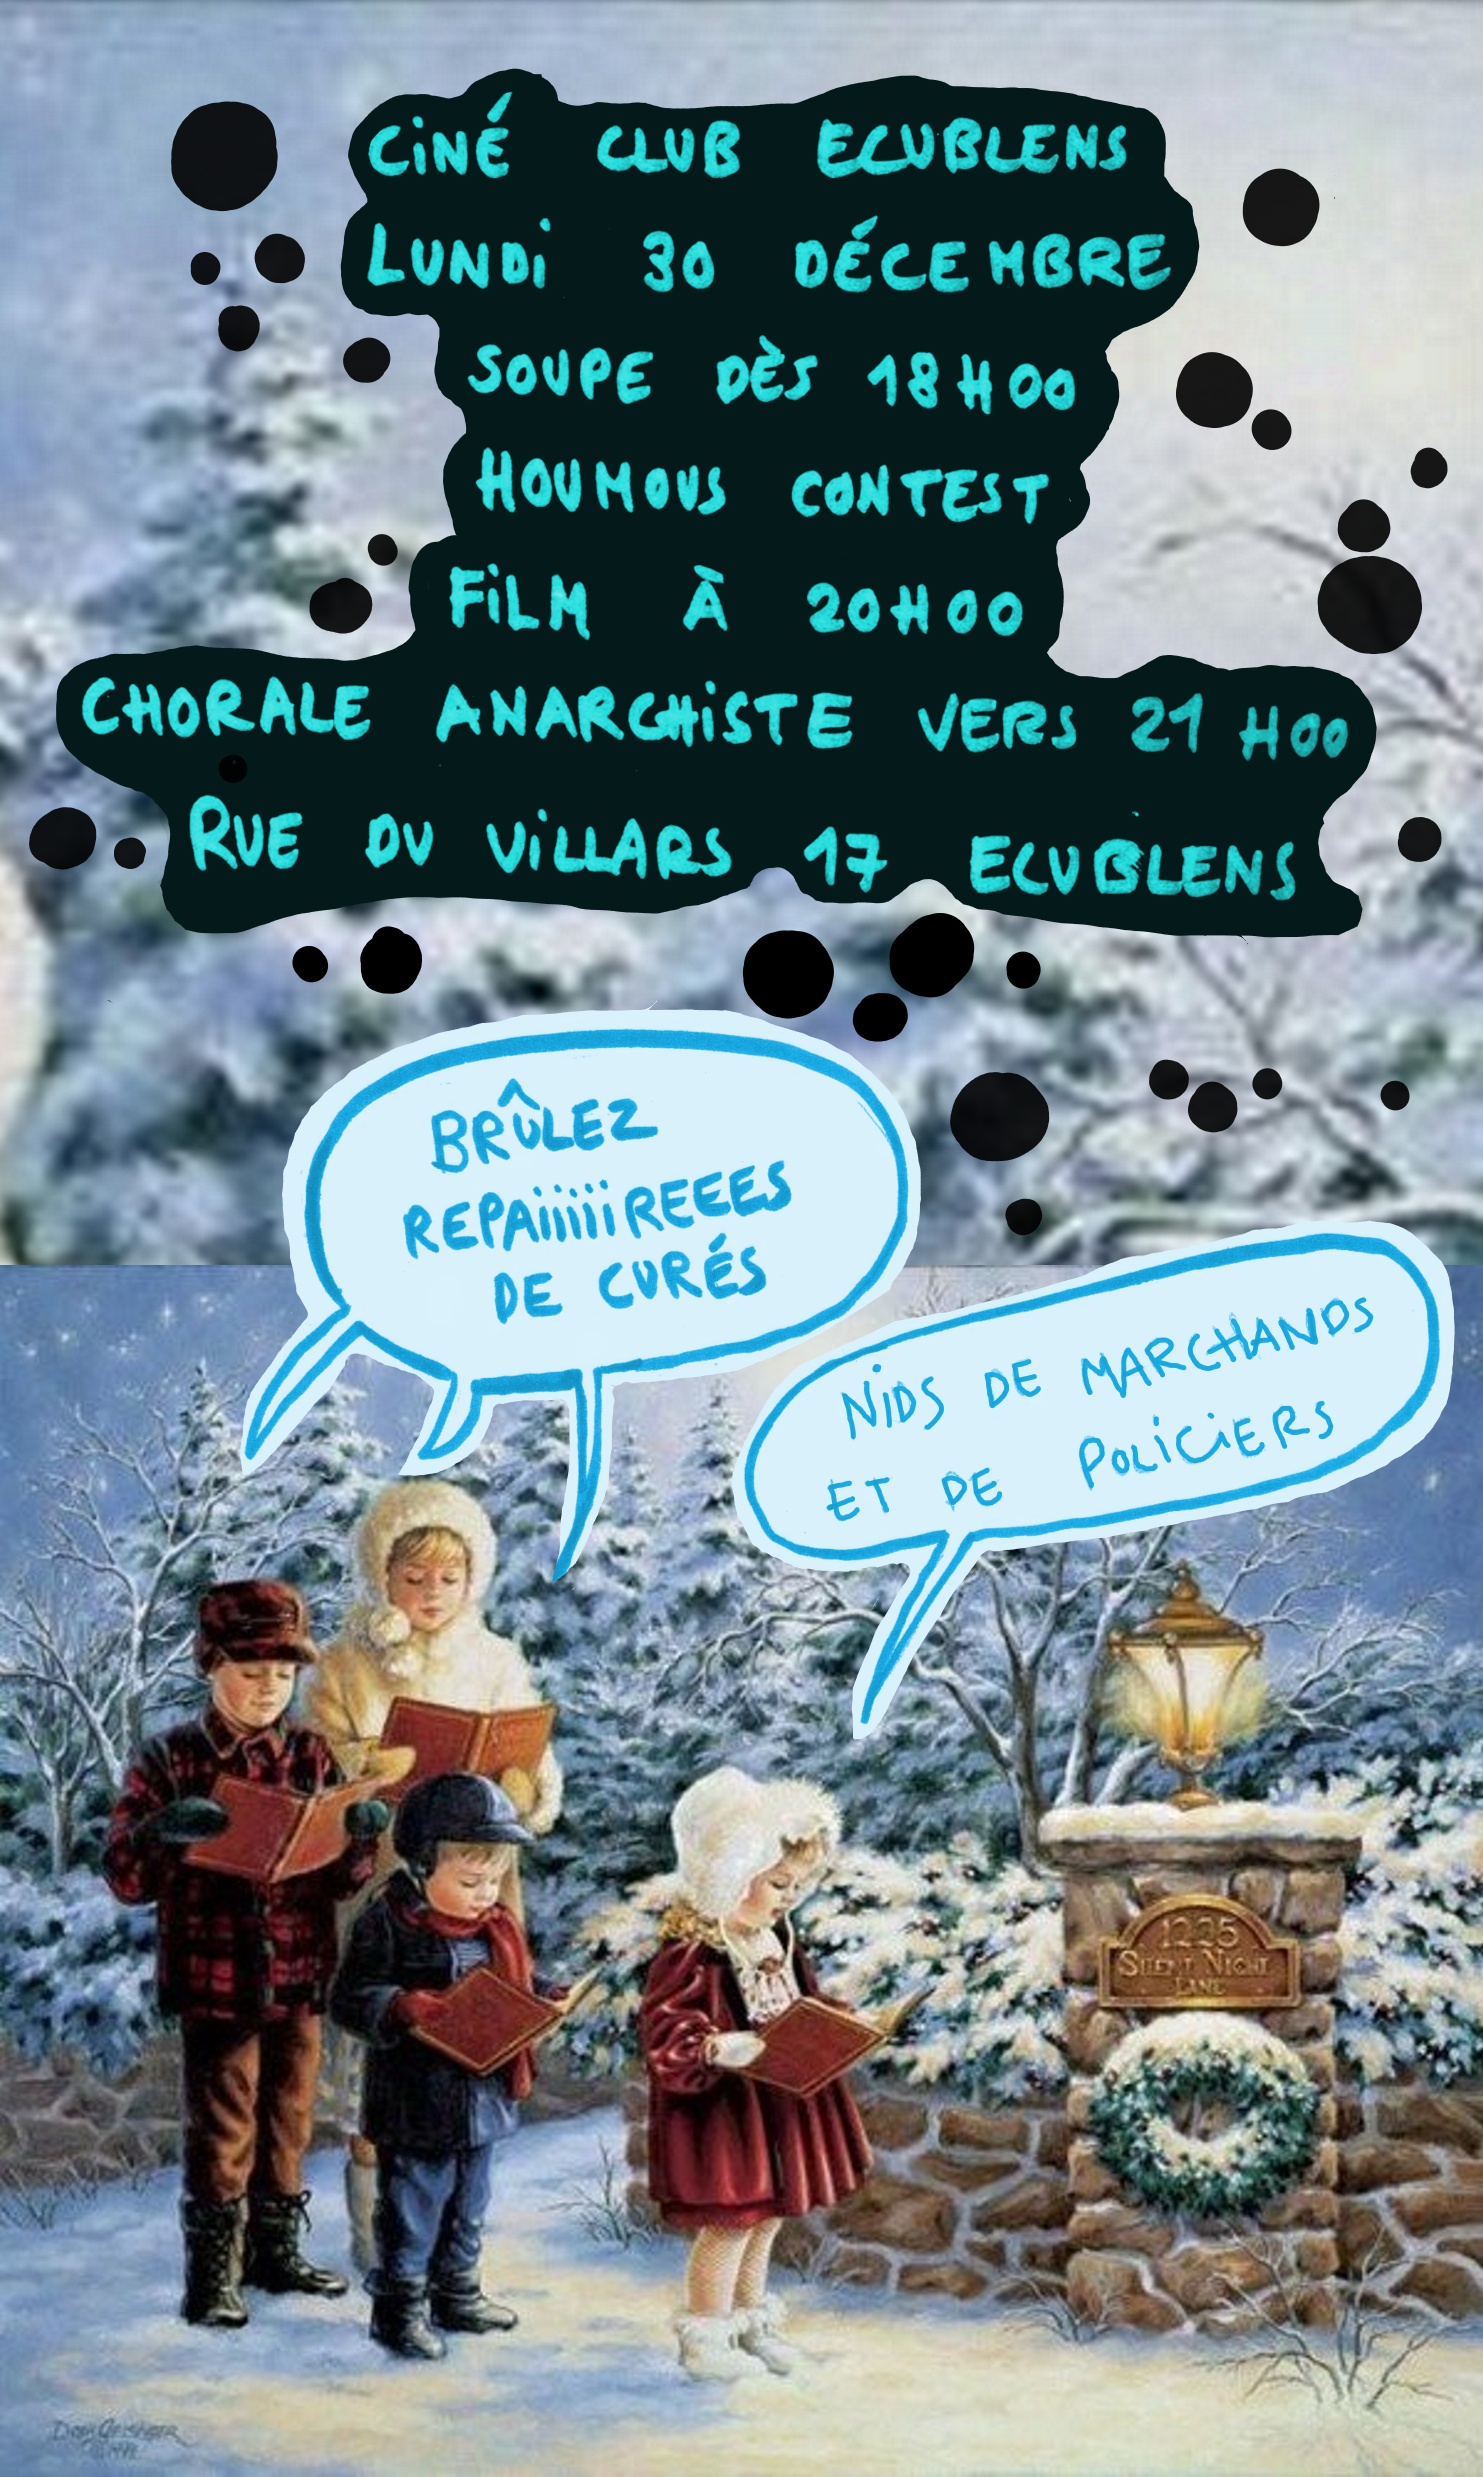 CiNÉ CLUB ECUBLENS
LUNDi 30 DÉCEMBRE
SOUPE DÈS 18H00
HOUMOUS CONTEST
FiLM À 20H00
CHORALE ANARCHiSTE VERS 21H00
RUE DU ViLLARS 17 ECUBLENS
BRÛLEZ
REPAiiiiiREEES
DE CURÉS
NiDS DE MARCHANDS
ET DE POLiCiERS
1225
SILENT NIGHT
LANE